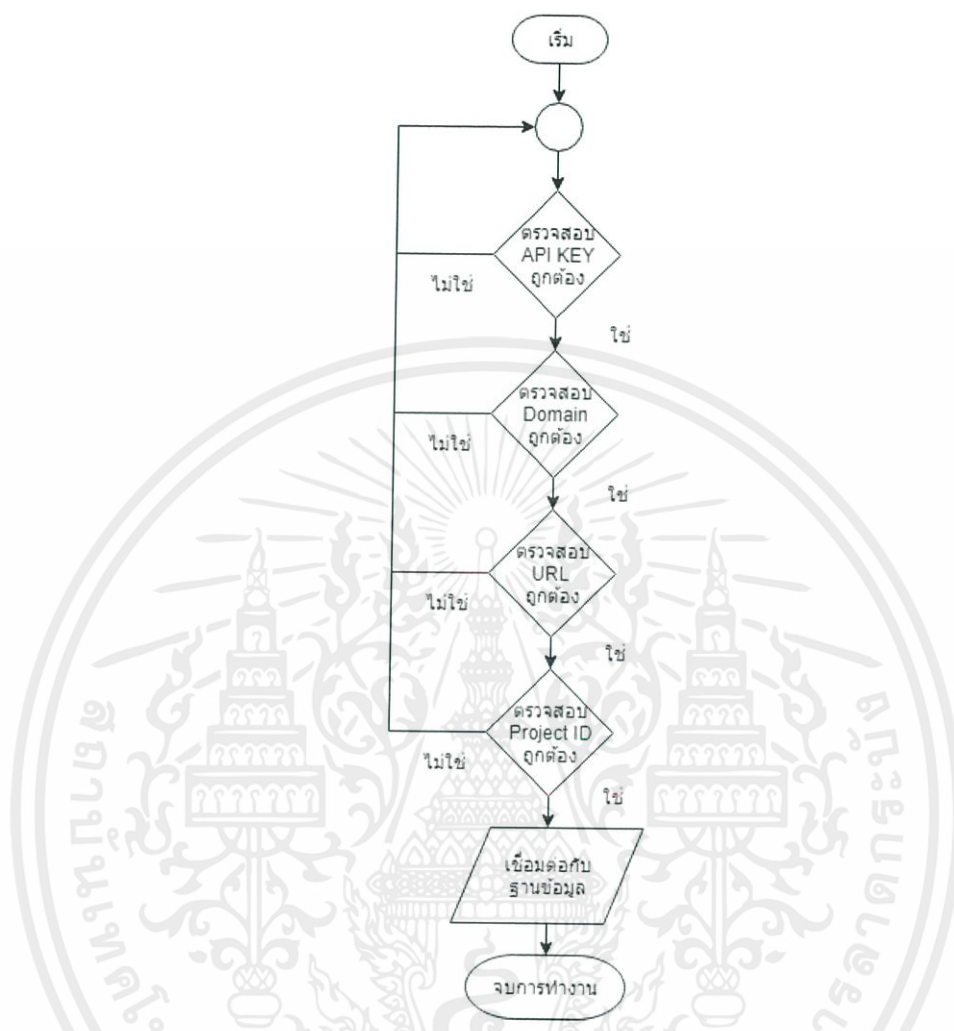 เริ่ม
ตรวจสอบ
API KEY
ถูกต้อง
ไม่ใช่
ใช่
ตรวจสอบ
Domain
ถูกต้อง
ไม่ใช่
ใช่
ตรวจสอบ
URL
ถูกต้อง
ไม่ใช่
ใช่
ตรวจสอบ
Project ID
ถูกต้อง
ไม่ใช่
ใช่
เชื่อมต่อกับ
ฐานข้อมูล
จบการทำงาน